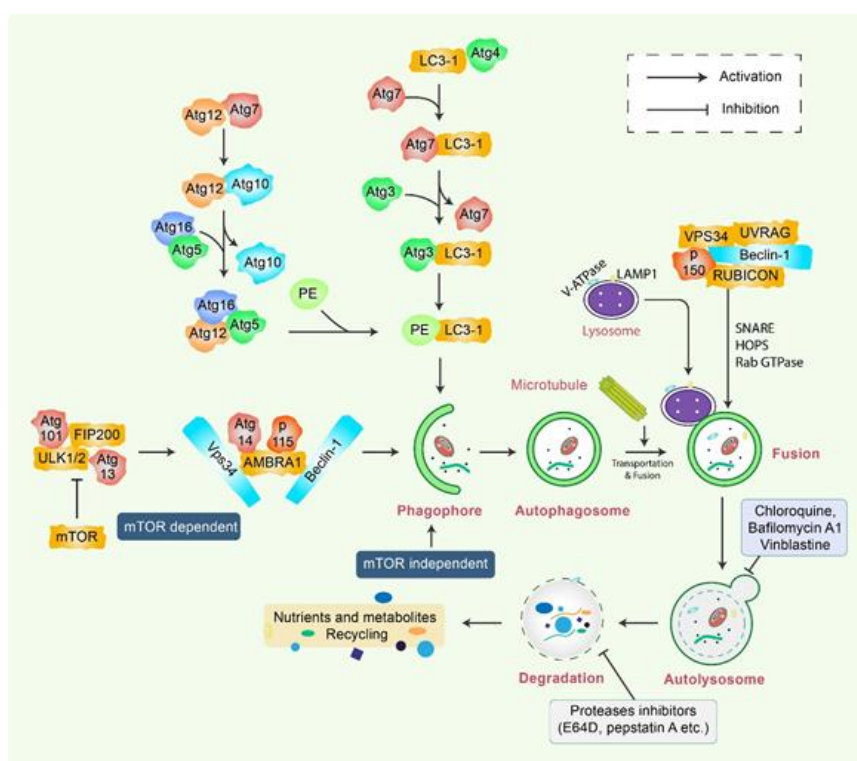 LC3-1
Atg4
Activation
Inhibition
Atg7
Atg12
Atg7
Atg7
LC3-1
Atg12
Atg10
Atg3
Atg7
Atg16
Atg5
Atg10
Atg3
LC3-1
VPS34
UVRAG
p
150
Beclin-1
RUBICON
V-ATPase
LAMP1
Lysosome
SNARE
HOPS
Rab GTPase
PE
Atg16
Atg12
Atg5
PE
LC3-1
Microtubule
Atg
101
FIP200
ULK1/2
Atg
13
Vps34
Atg
14
p
115
AMBRA1
Beclin-1
Transportation
& Fusion
Fusion
Phagophore
Autophagosome
mTOR
mTOR dependent
mTOR independent
Chloroquine,
Bafilomycin A1
Vinblastine
Nutrients and metabolites
Recycling
Degradation
Autolysosome
Proteases inhibitors
(E64D, pepstatin A etc.)